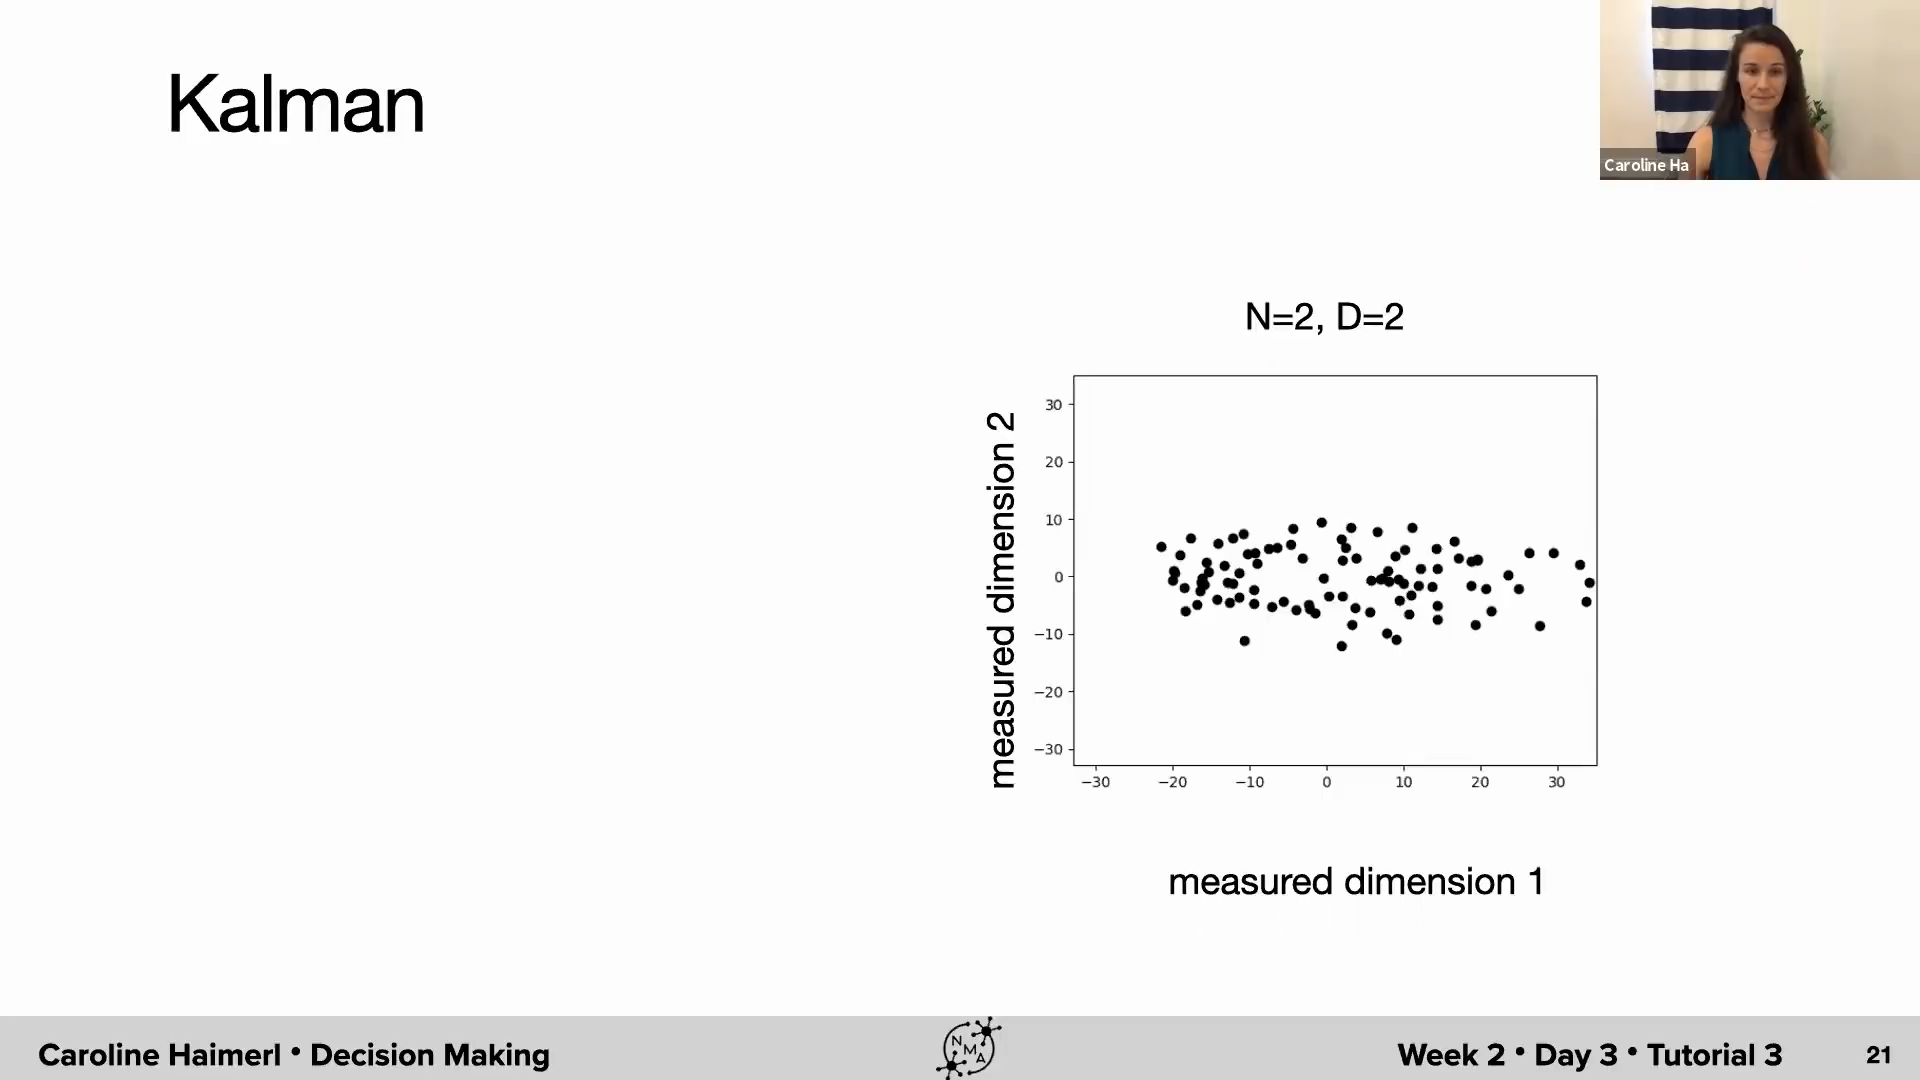 Kalman
Caroline Ha
N=2, D=2
measured dimension 2
30
20
10
0
−10
−20
−30
−30 −20 −10 0 10 20 30
measured dimension 1
Caroline Haimerl • Decision Making
N
M
A
Week 2 • Day 3 • Tutorial 3
21